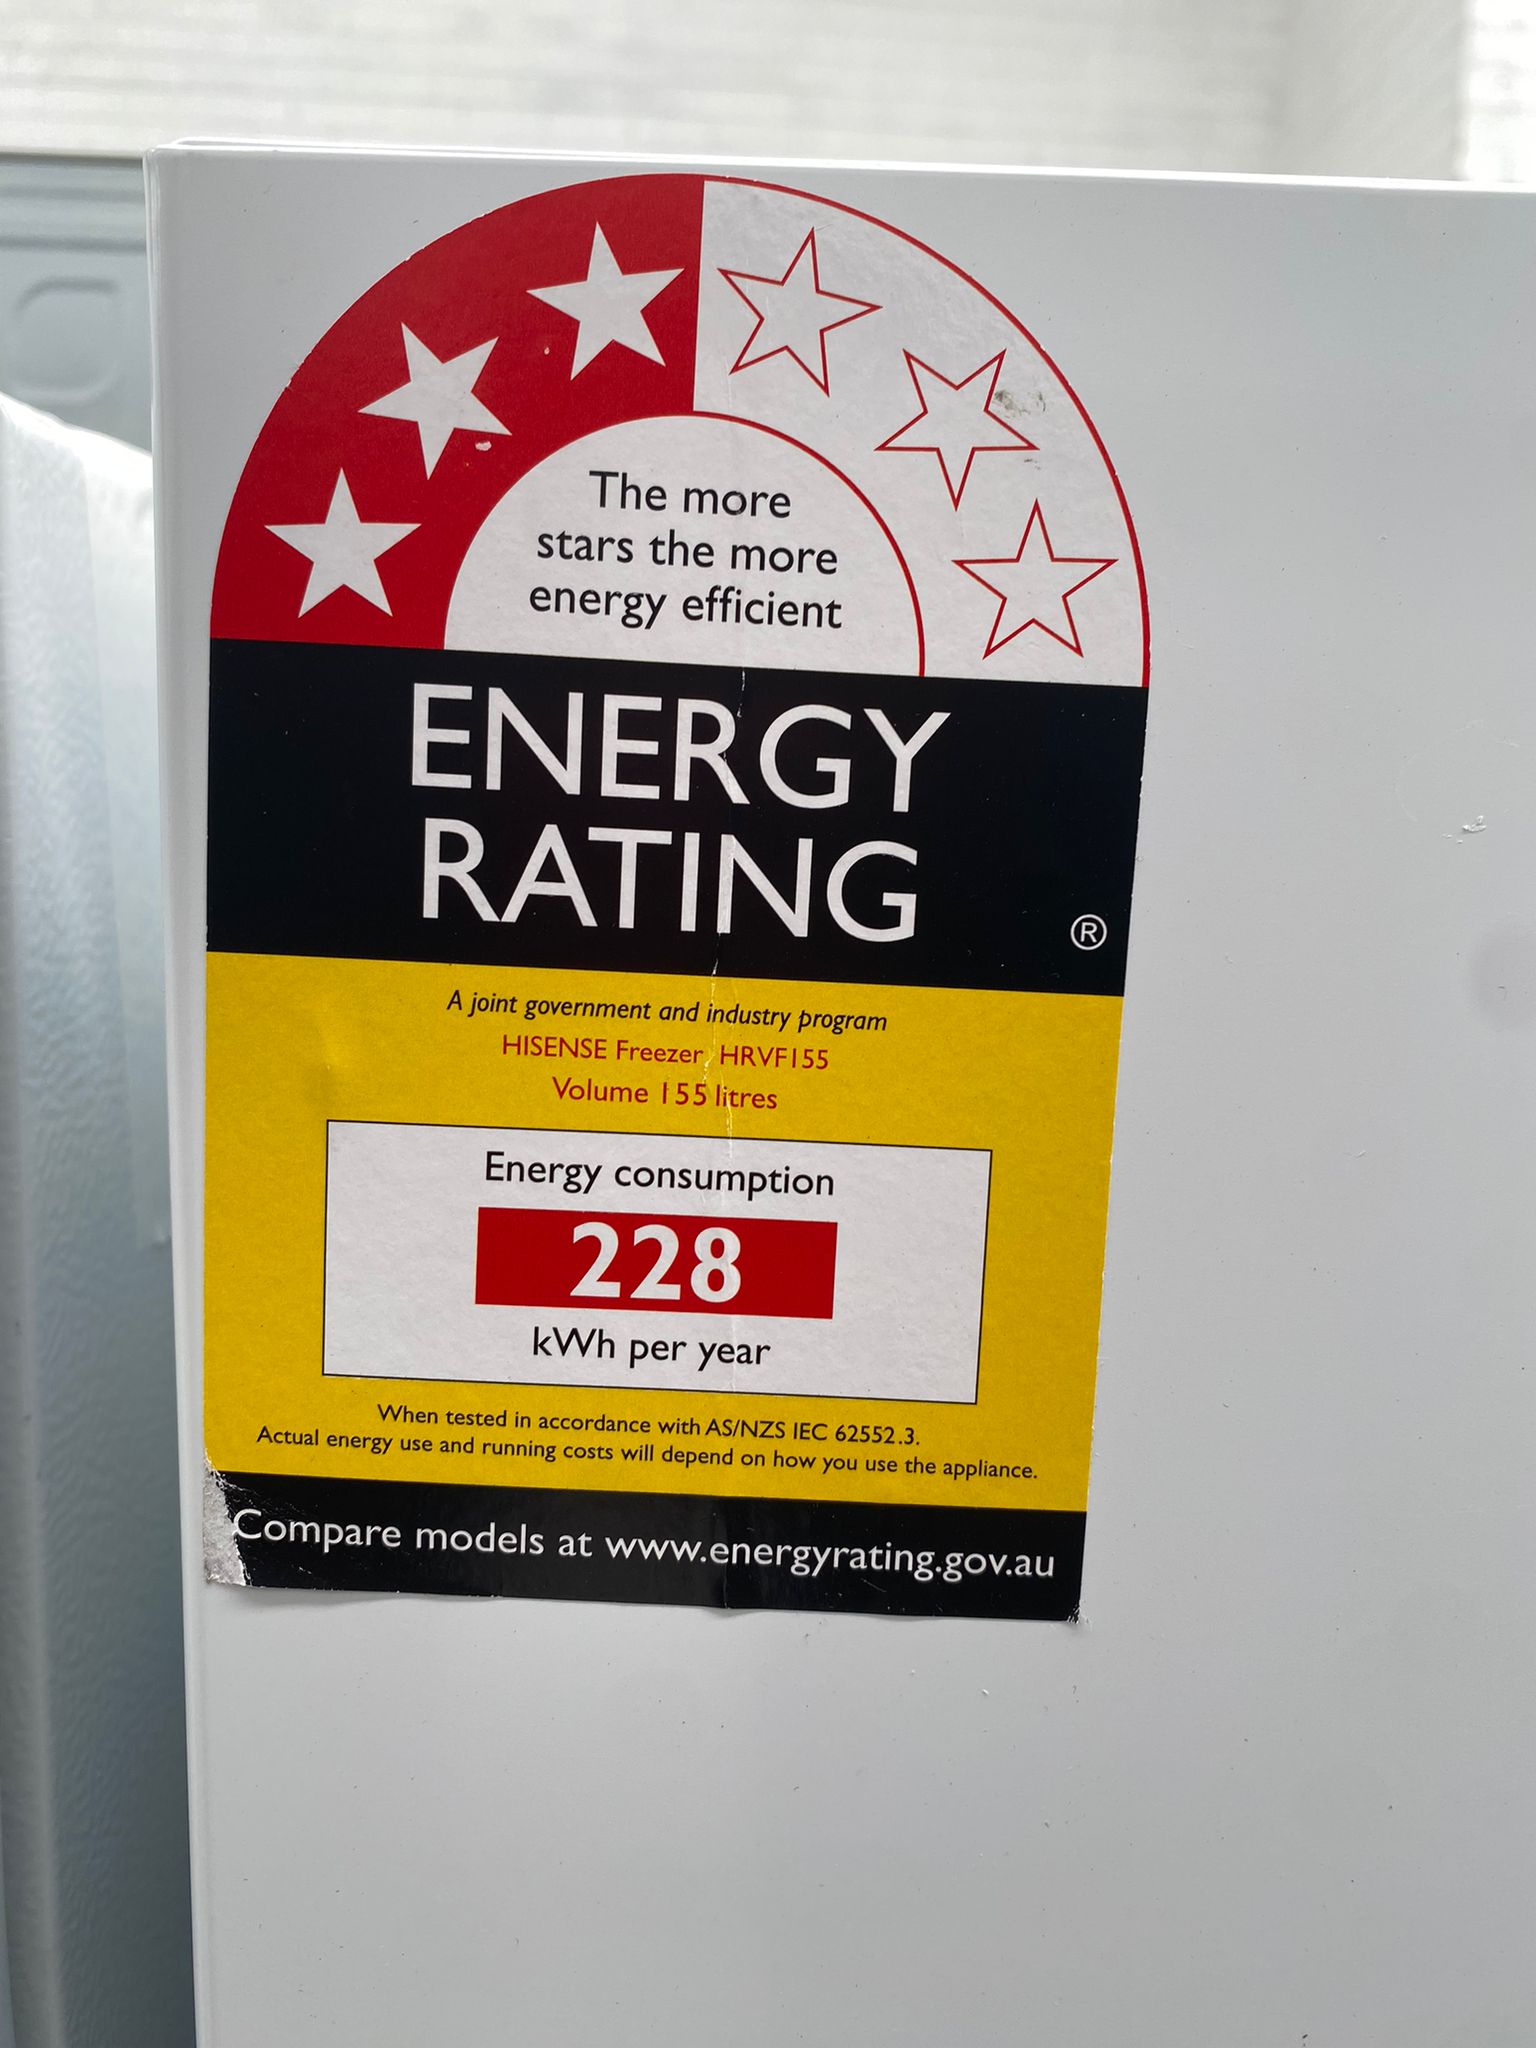 The more
stars the more
energy efficient
ENERGY
RATING
®
A joint government and industry program
HISENSE Freezer HRVF155
Volume 155 litres
Energy consumption
228
kWh per year
When tested in accordance with AS/NZS IEC 62552.3.
Actual energy use and running costs will depend on how you use the appliance.
Compare models at www.energyrating.gov.au